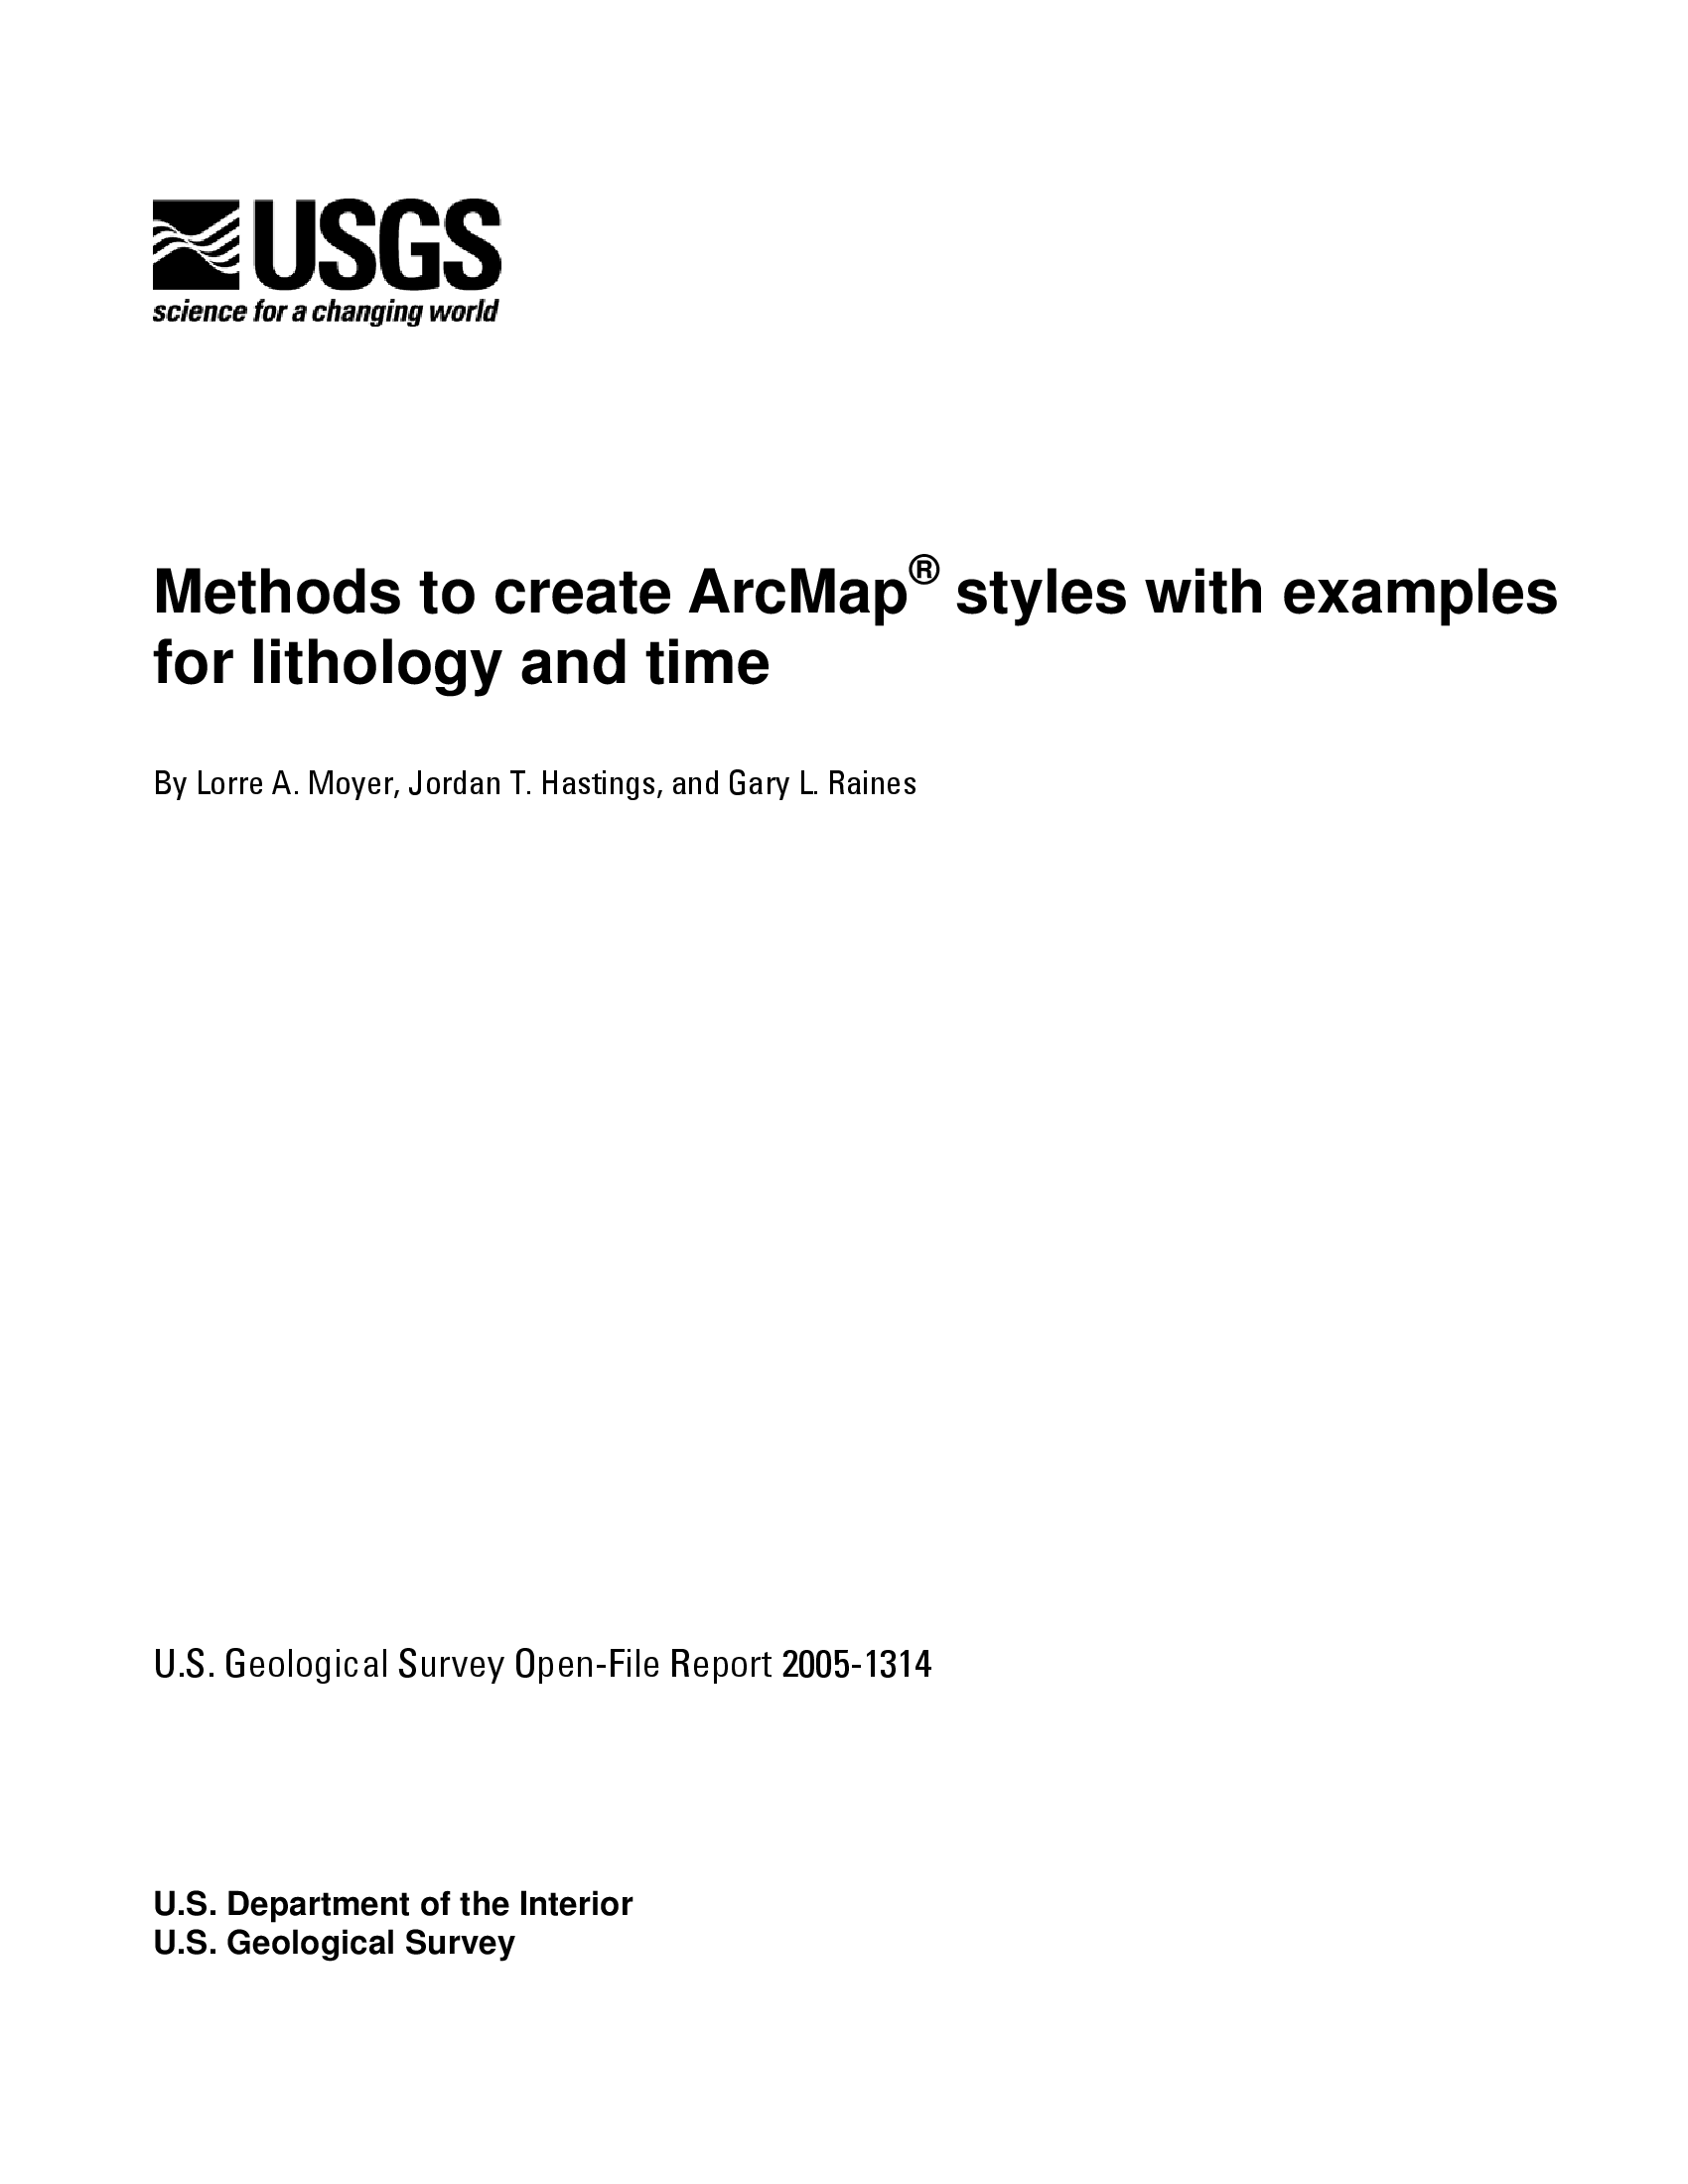 USGS
science for a changing world
Methods to create ArcMap® styles with examples
for lithology and time
By Lorre A. Moyer, Jordan T. Hastings, and Gary L. Raines
U.S. Geological Survey Open-File Report 2005-1314
U.S. Department of the Interior
U.S. Geological Survey